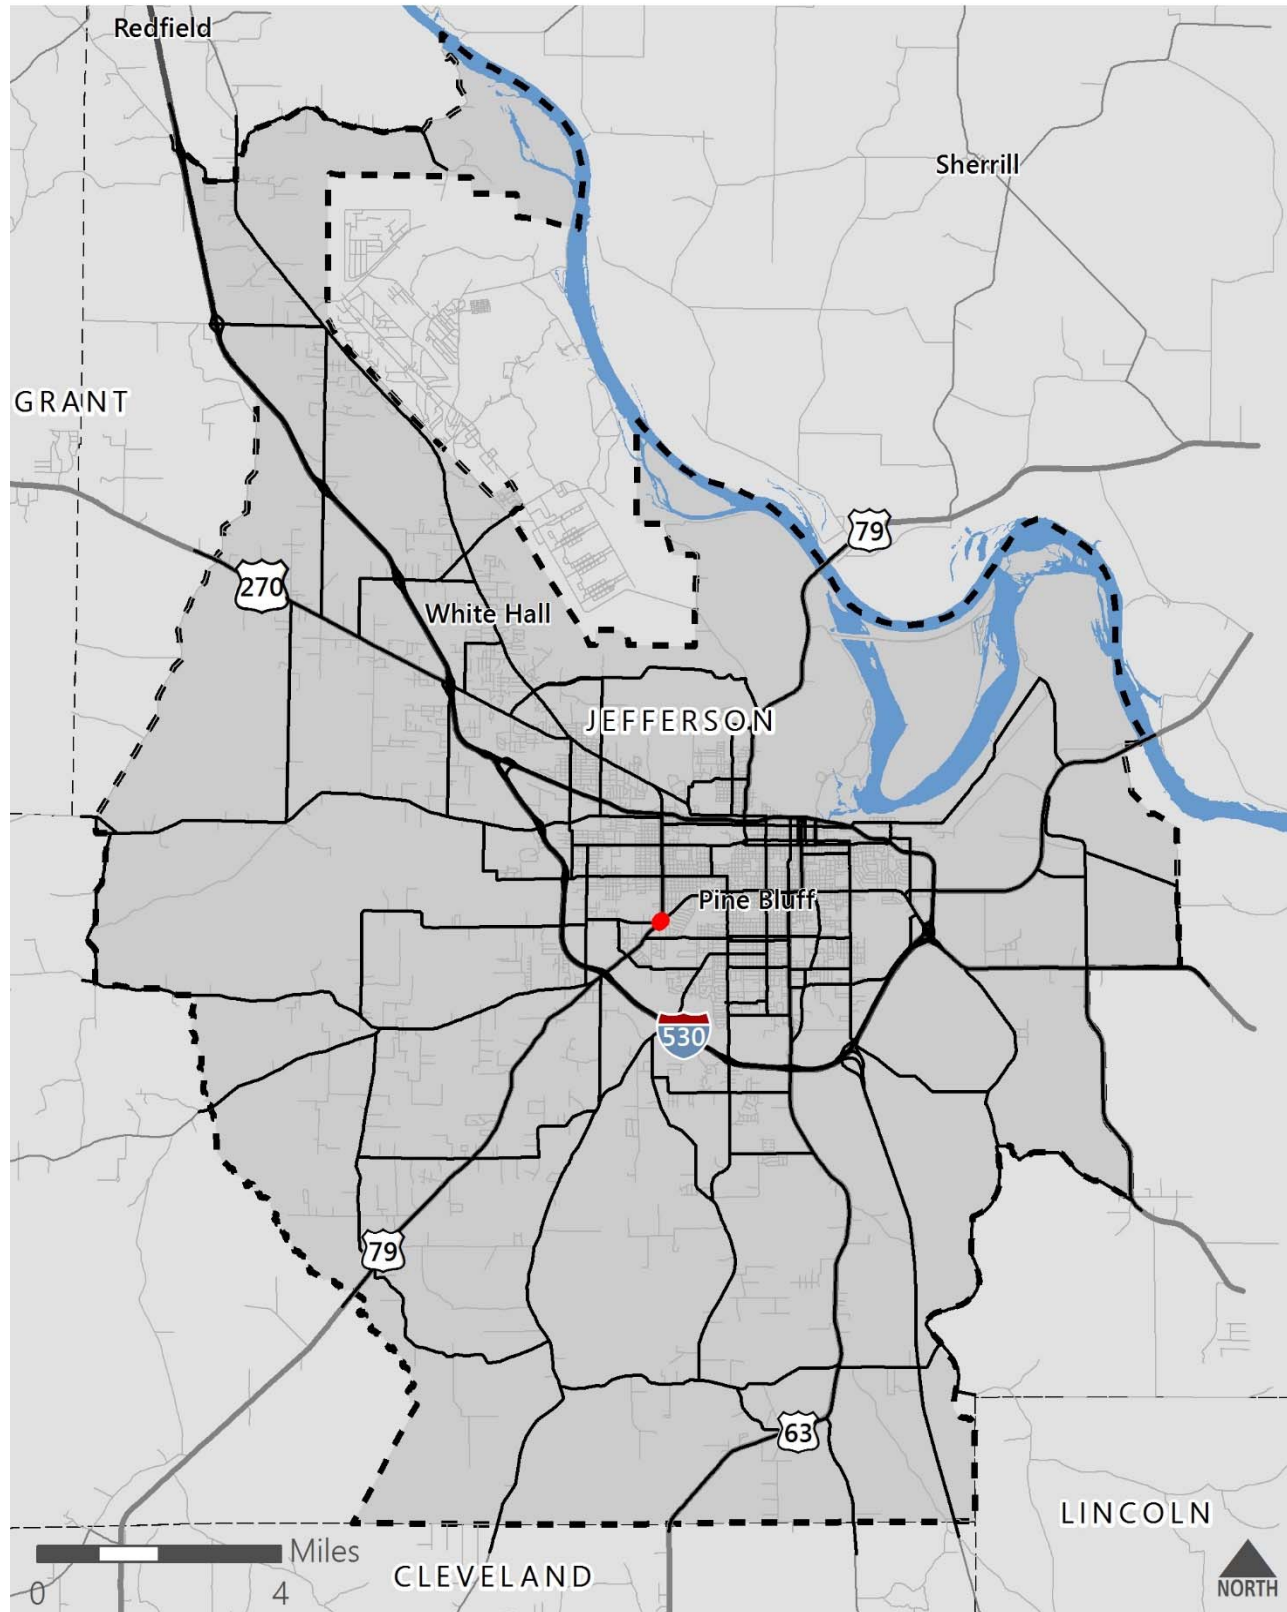 Redfield
Sherrill
GRANT
79
270
White Hall
JEFFERSON
Pine Bluff
530
79
63
LINCOLN
Miles
0 4
CLEVELAND
NORTH